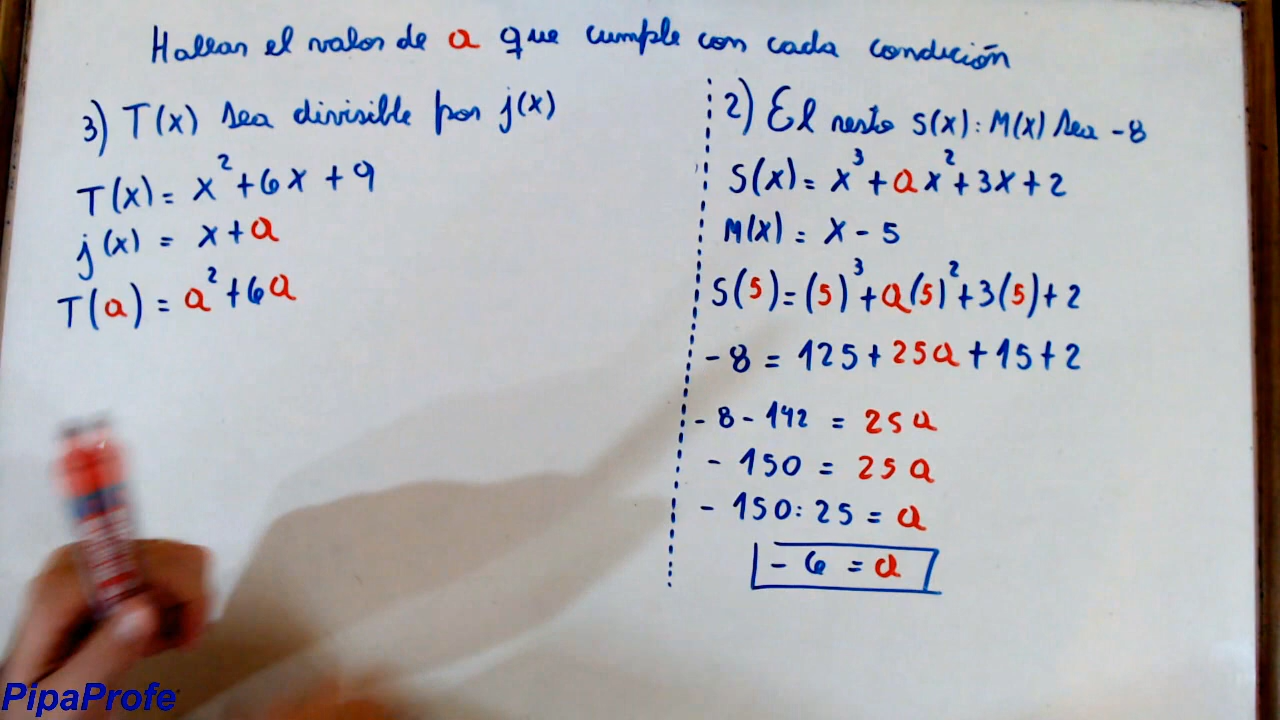 Hallar el valor de a que cumple con cada condición
3) T(x) sea divisible por j(x)
T(x) = x² + 6x + 9
j(x) = x + a
T(a) = a² + 6a
2) El resto S(x) : M(x) sea -8
S(x) = x³ + a x² + 3x + 2
M(x) = x - 5
S(5) = (5)³ + a(5)² + 3(5) + 2
-8 = 125 + 25a + 15 + 2
-8 - 142 = 25a
-150 = 25a
-150 : 25 = a
-6 = a
PipaProfe